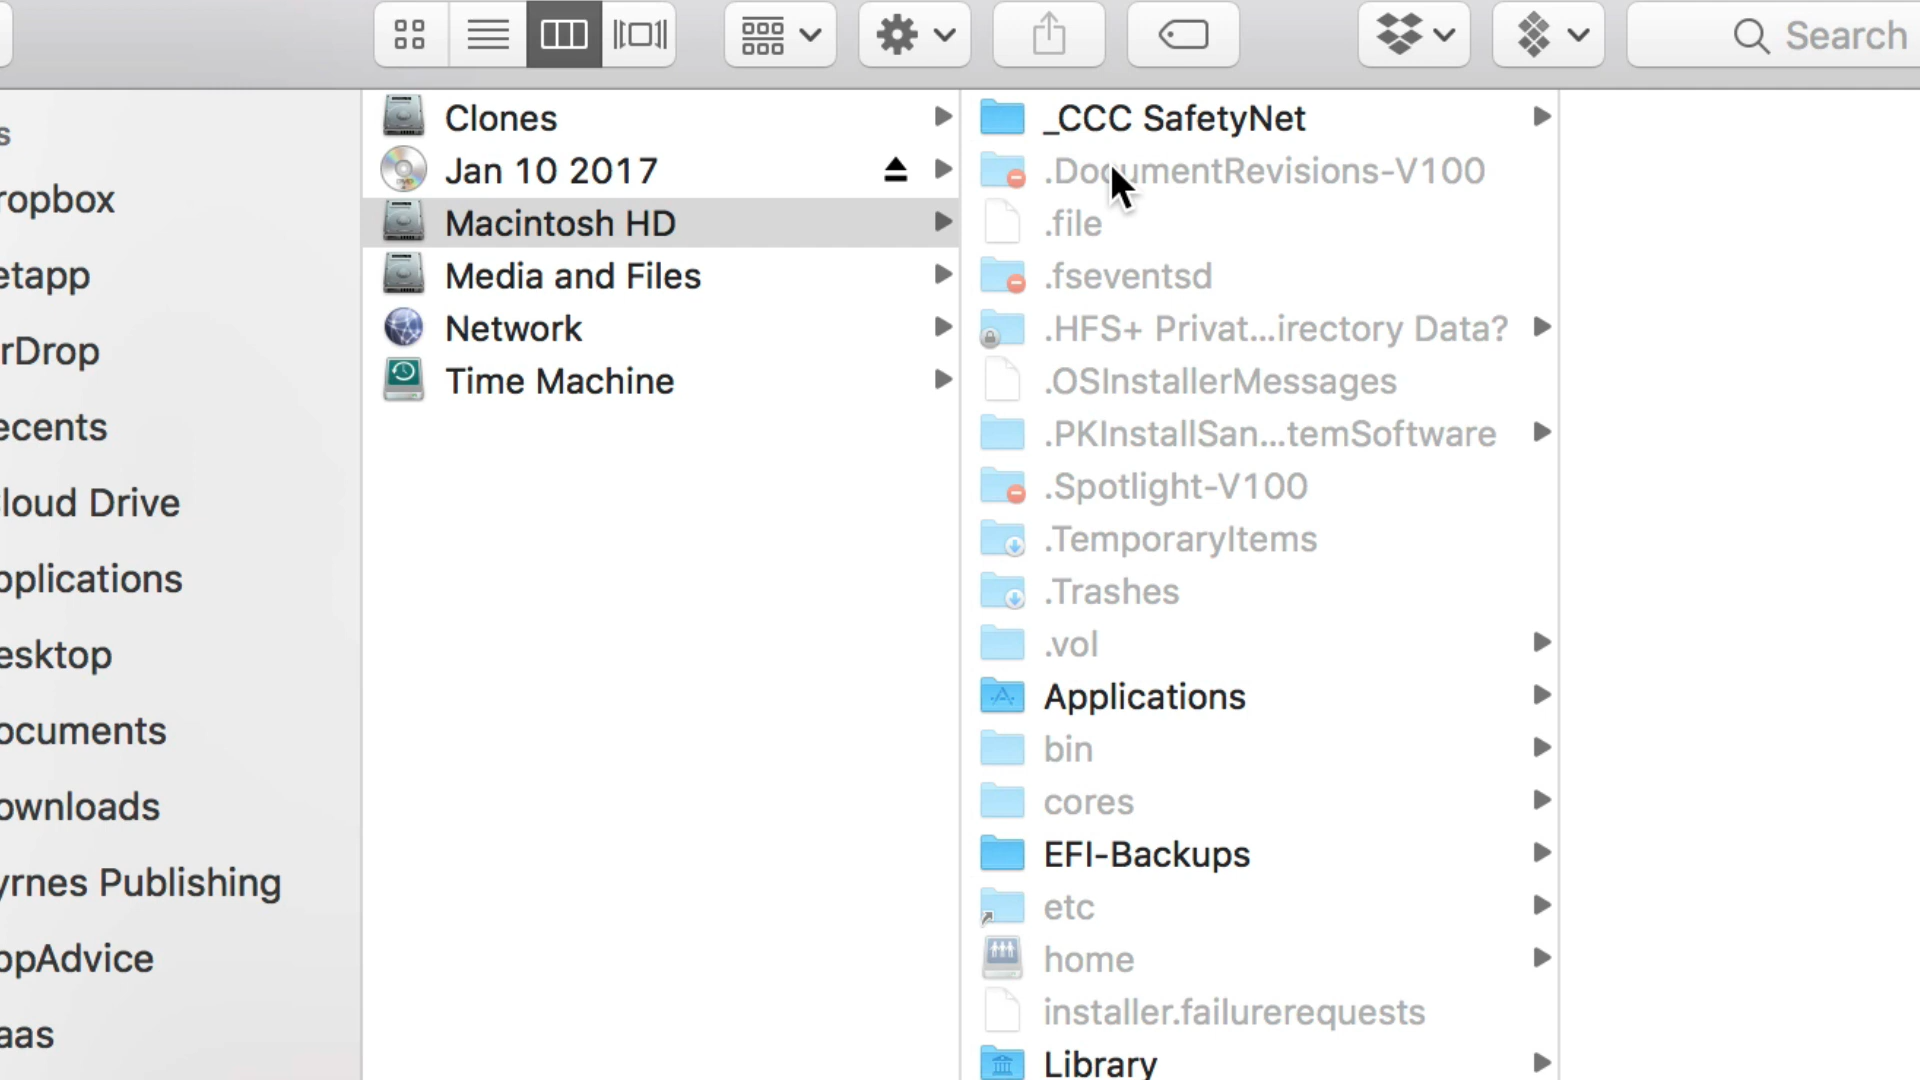 Search
s
ropbox
etapp
rDrop
ecents
loud Drive
pplications
esktop
ocuments
ownloads
yrnes Publishing
ppAdvice
aas
Clones
Jan 10 2017
Macintosh HD
Media and Files
Network
Time Machine
_CCC SafetyNet
.DocumentRevisions-V100
.file
.fseventsd
.HFS+ Privat...irectory Data?
.OSInstallerMessages
.PKInstallSan...temSoftware
.Spotlight-V100
.TemporaryItems
.Trashes
.vol
Applications
bin
cores
EFI-Backups
etc
home
installer.failurerequests
Library